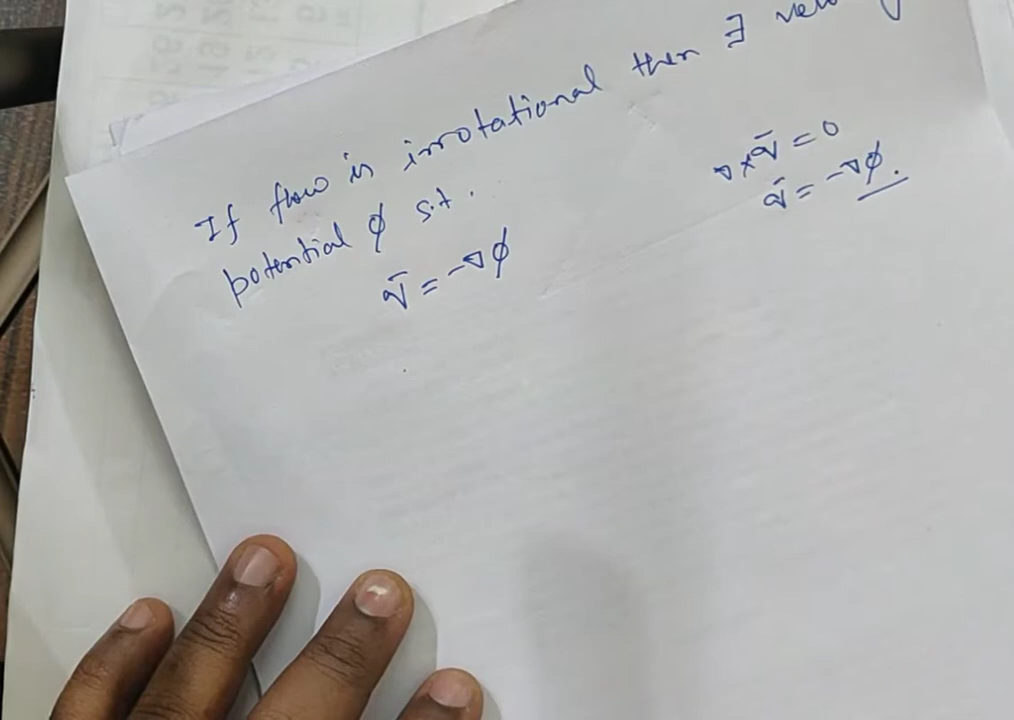 If flow is irrotational then ∃
potential ϕ s.t.
q̄ = -∇ϕ
∇×q̄ = 0
q̄ = -∇ϕ.